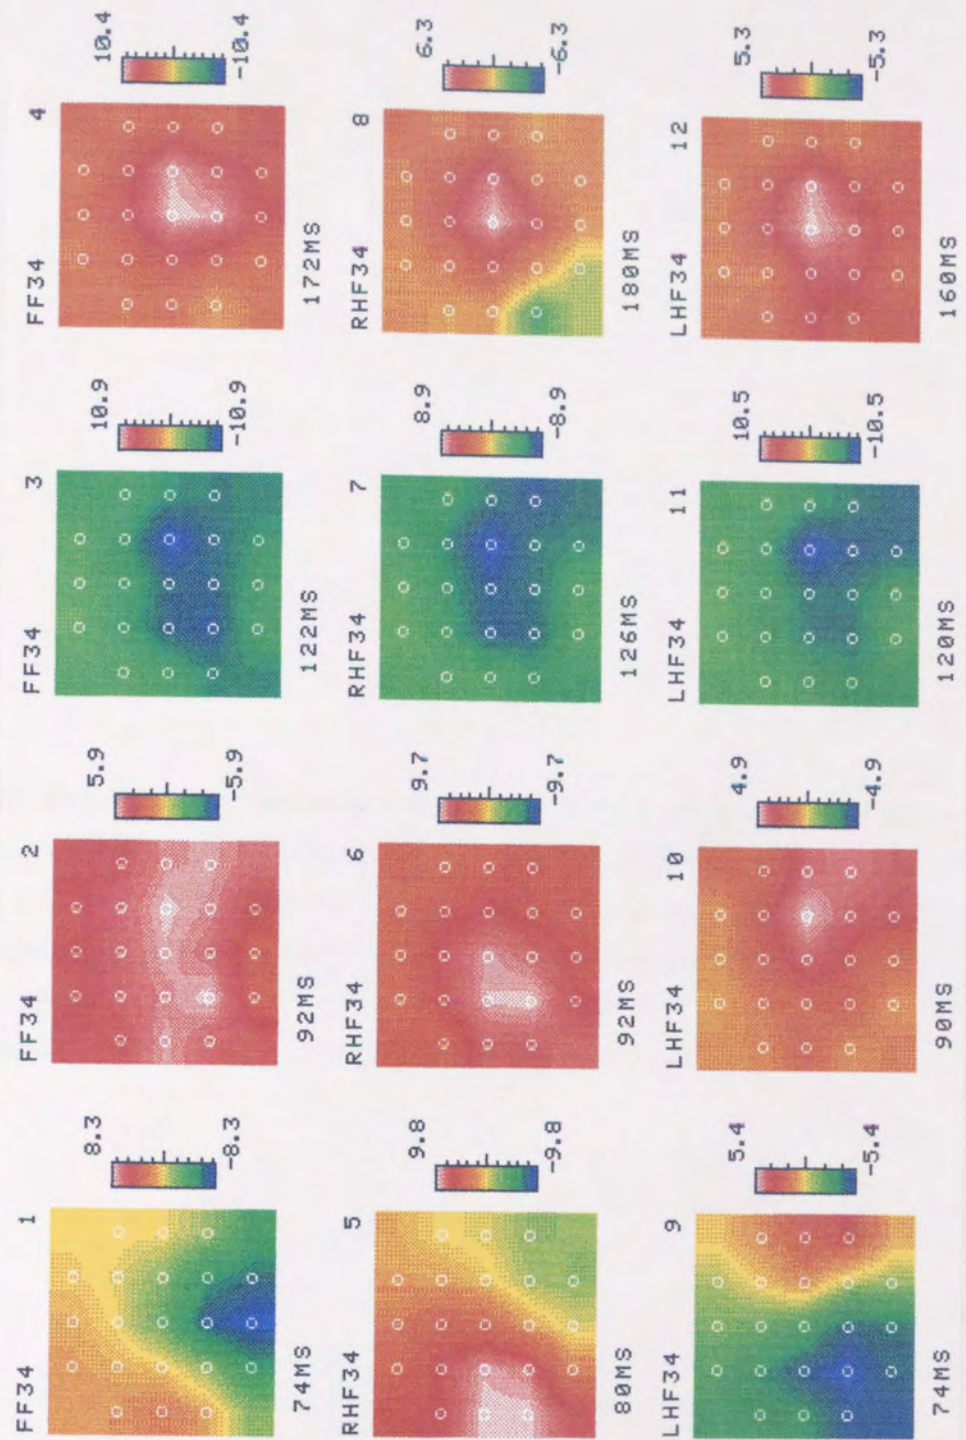 FF34 1
8.3
-8.3
74MS
FF34 2
5.9
-5.9
92MS
FF34 3
10.9
-10.9
122MS
FF34 4
10.4
-10.4
172MS
RHF34 5
9.8
-9.8
80MS
RHF34 6
9.7
-9.7
92MS
RHF34 7
8.9
-8.9
126MS
RHF34 8
6.3
-6.3
180MS
LHF34 9
5.4
-5.4
74MS
LHF34 10
4.9
-4.9
90MS
LHF34 11
10.5
-10.5
120MS
LHF34 12
5.3
-5.3
160MS